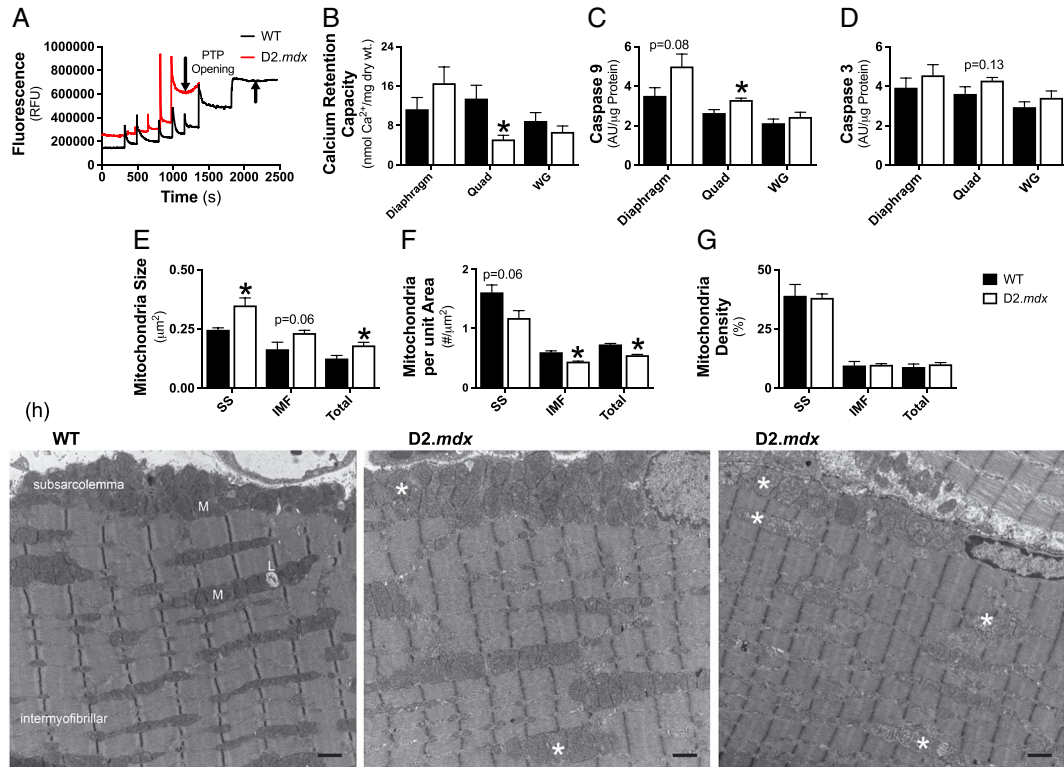 A
Fluorescence
(RFU)
1000000
800000
600000
400000
200000
0
0 500 1000 1500 2000 2500
Time (s)
PTP
Opening
WT
D2.mdx
B
Calcium Retention
Capacity
(nmol Ca²⁺/mg dry wt.)
24
16
8
0
*
Diaphragm Quad WG
C
Caspase 9
(AU/µg Protein)
6
4
2
0
p=0.08
*
Diaphragm Quad WG
D
Caspase 3
(AU/µg Protein)
6
4
2
0
p=0.13
Diaphragm Quad WG
E
Mitochondria Size
(µm²)
0.50
0.25
0.00
*
p=0.06
*
SS IMF Total
F
Mitochondria
per unit Area
(#/µm²)
2
1
0
p=0.06
*
*
SS IMF Total
G
Mitochondria
Density
(%)
50
25
0
SS IMF Total
WT
D2.mdx
(h)
WT
subsarcolemma
M
L
M
intermyofibrillar
D2.mdx
*
*
D2.mdx
*
*
*
*